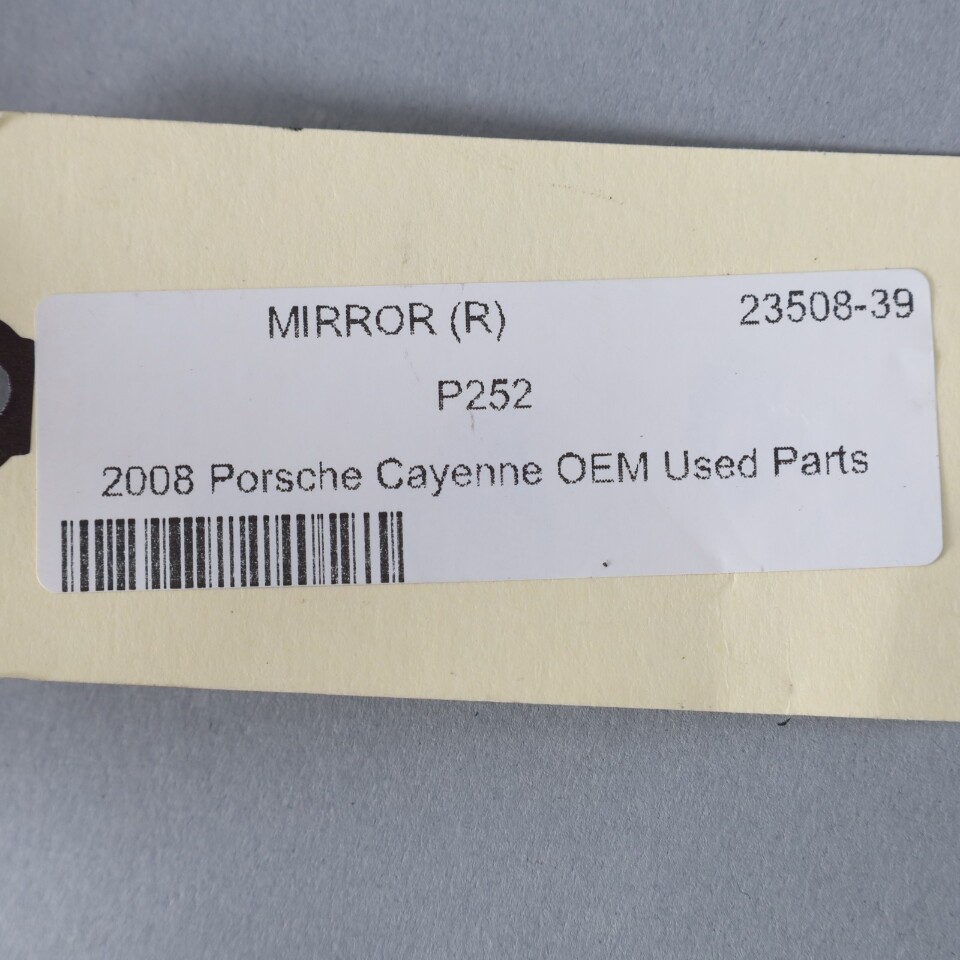 MIRROR (R) 23508-39
P252
2008 Porsche Cayenne OEM Used Parts